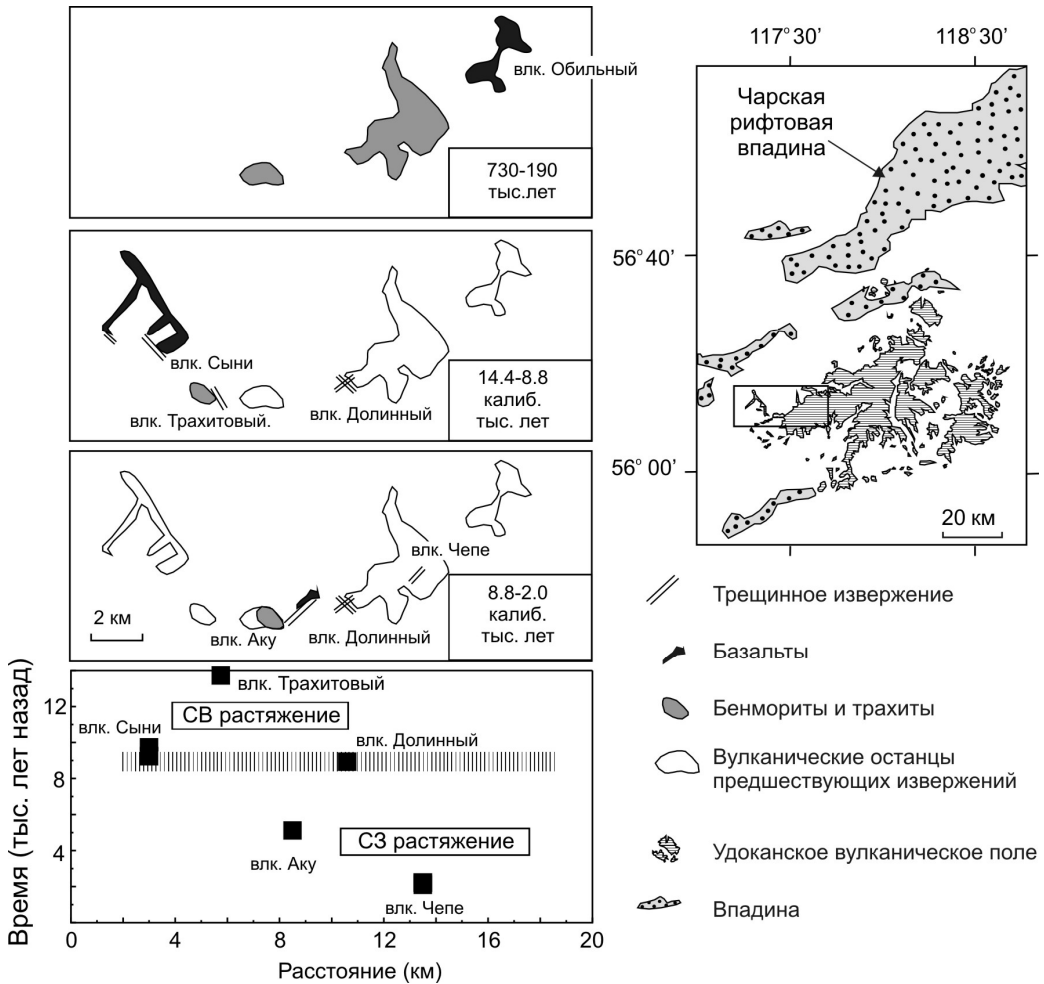 влк. Обильный
730-190
тыс.лет
влк. Сыни
влк. Трахитовый.
влк. Долинный
14.4-8.8
калиб.
тыс. лет
влк. Чепе
2 км
влк. Аку
влк. Долинный
8.8-2.0
калиб.
тыс. лет
Время (тыс. лет назад)
12
8
4
влк. Трахитовый
СВ растяжение
влк. Сыни
влк. Долинный
СЗ растяжение
влк. Аку
влк. Чепе
0
4
8
12
16
20
Расстояние (км)
117°30’
118°30’
Чарская
рифтовая
впадина
56°40’
56°00’
20 км
Трещинное извержение
Базальты
Бенмориты и трахиты
Вулканические останцы
предшествующих извержений
Удоканское вулканическое поле
Впадина